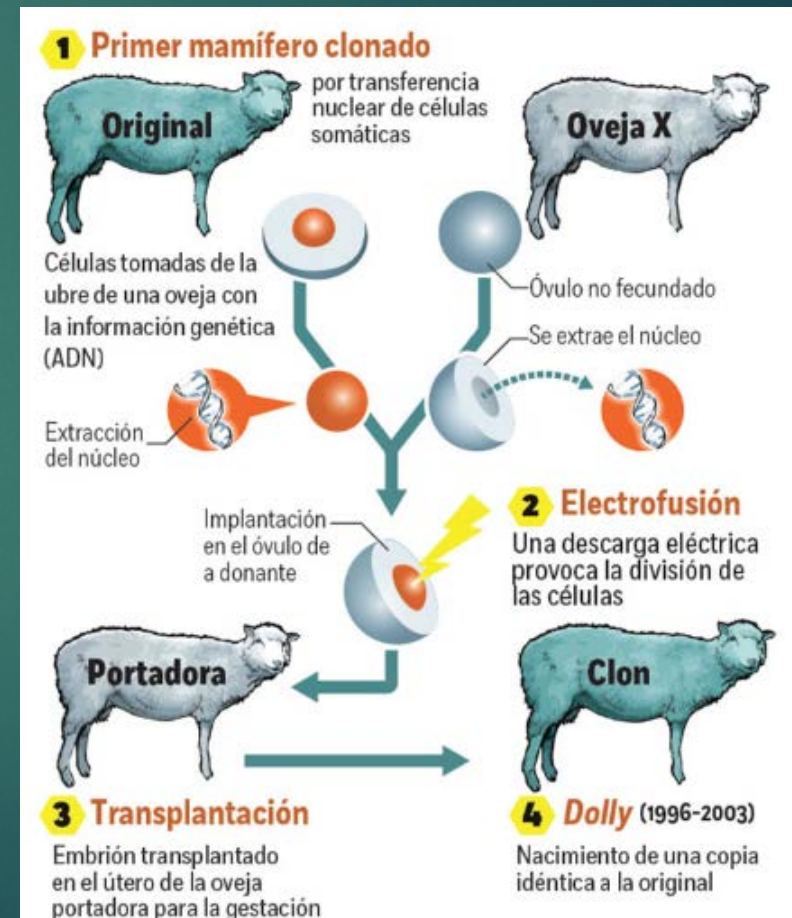 1 Primer mamífero clonado
Original
por transferencia
nuclear de células
somáticas
Oveja X
Células tomadas de la
ubre de una oveja con
la información genética
(ADN)
Óvulo no fecundado
Se extrae el núcleo
Extracción
del núcleo
Implantación
en el óvulo de
a donante
2 Electrofusión
Una descarga eléctrica
provoca la división de
las células
Portadora
Clon
3 Transplantación
Embrión transplantado
en el útero de la oveja
portadora para la gestación
4 Dolly (1996-2003)
Nacimiento de una copia
idéntica a la original